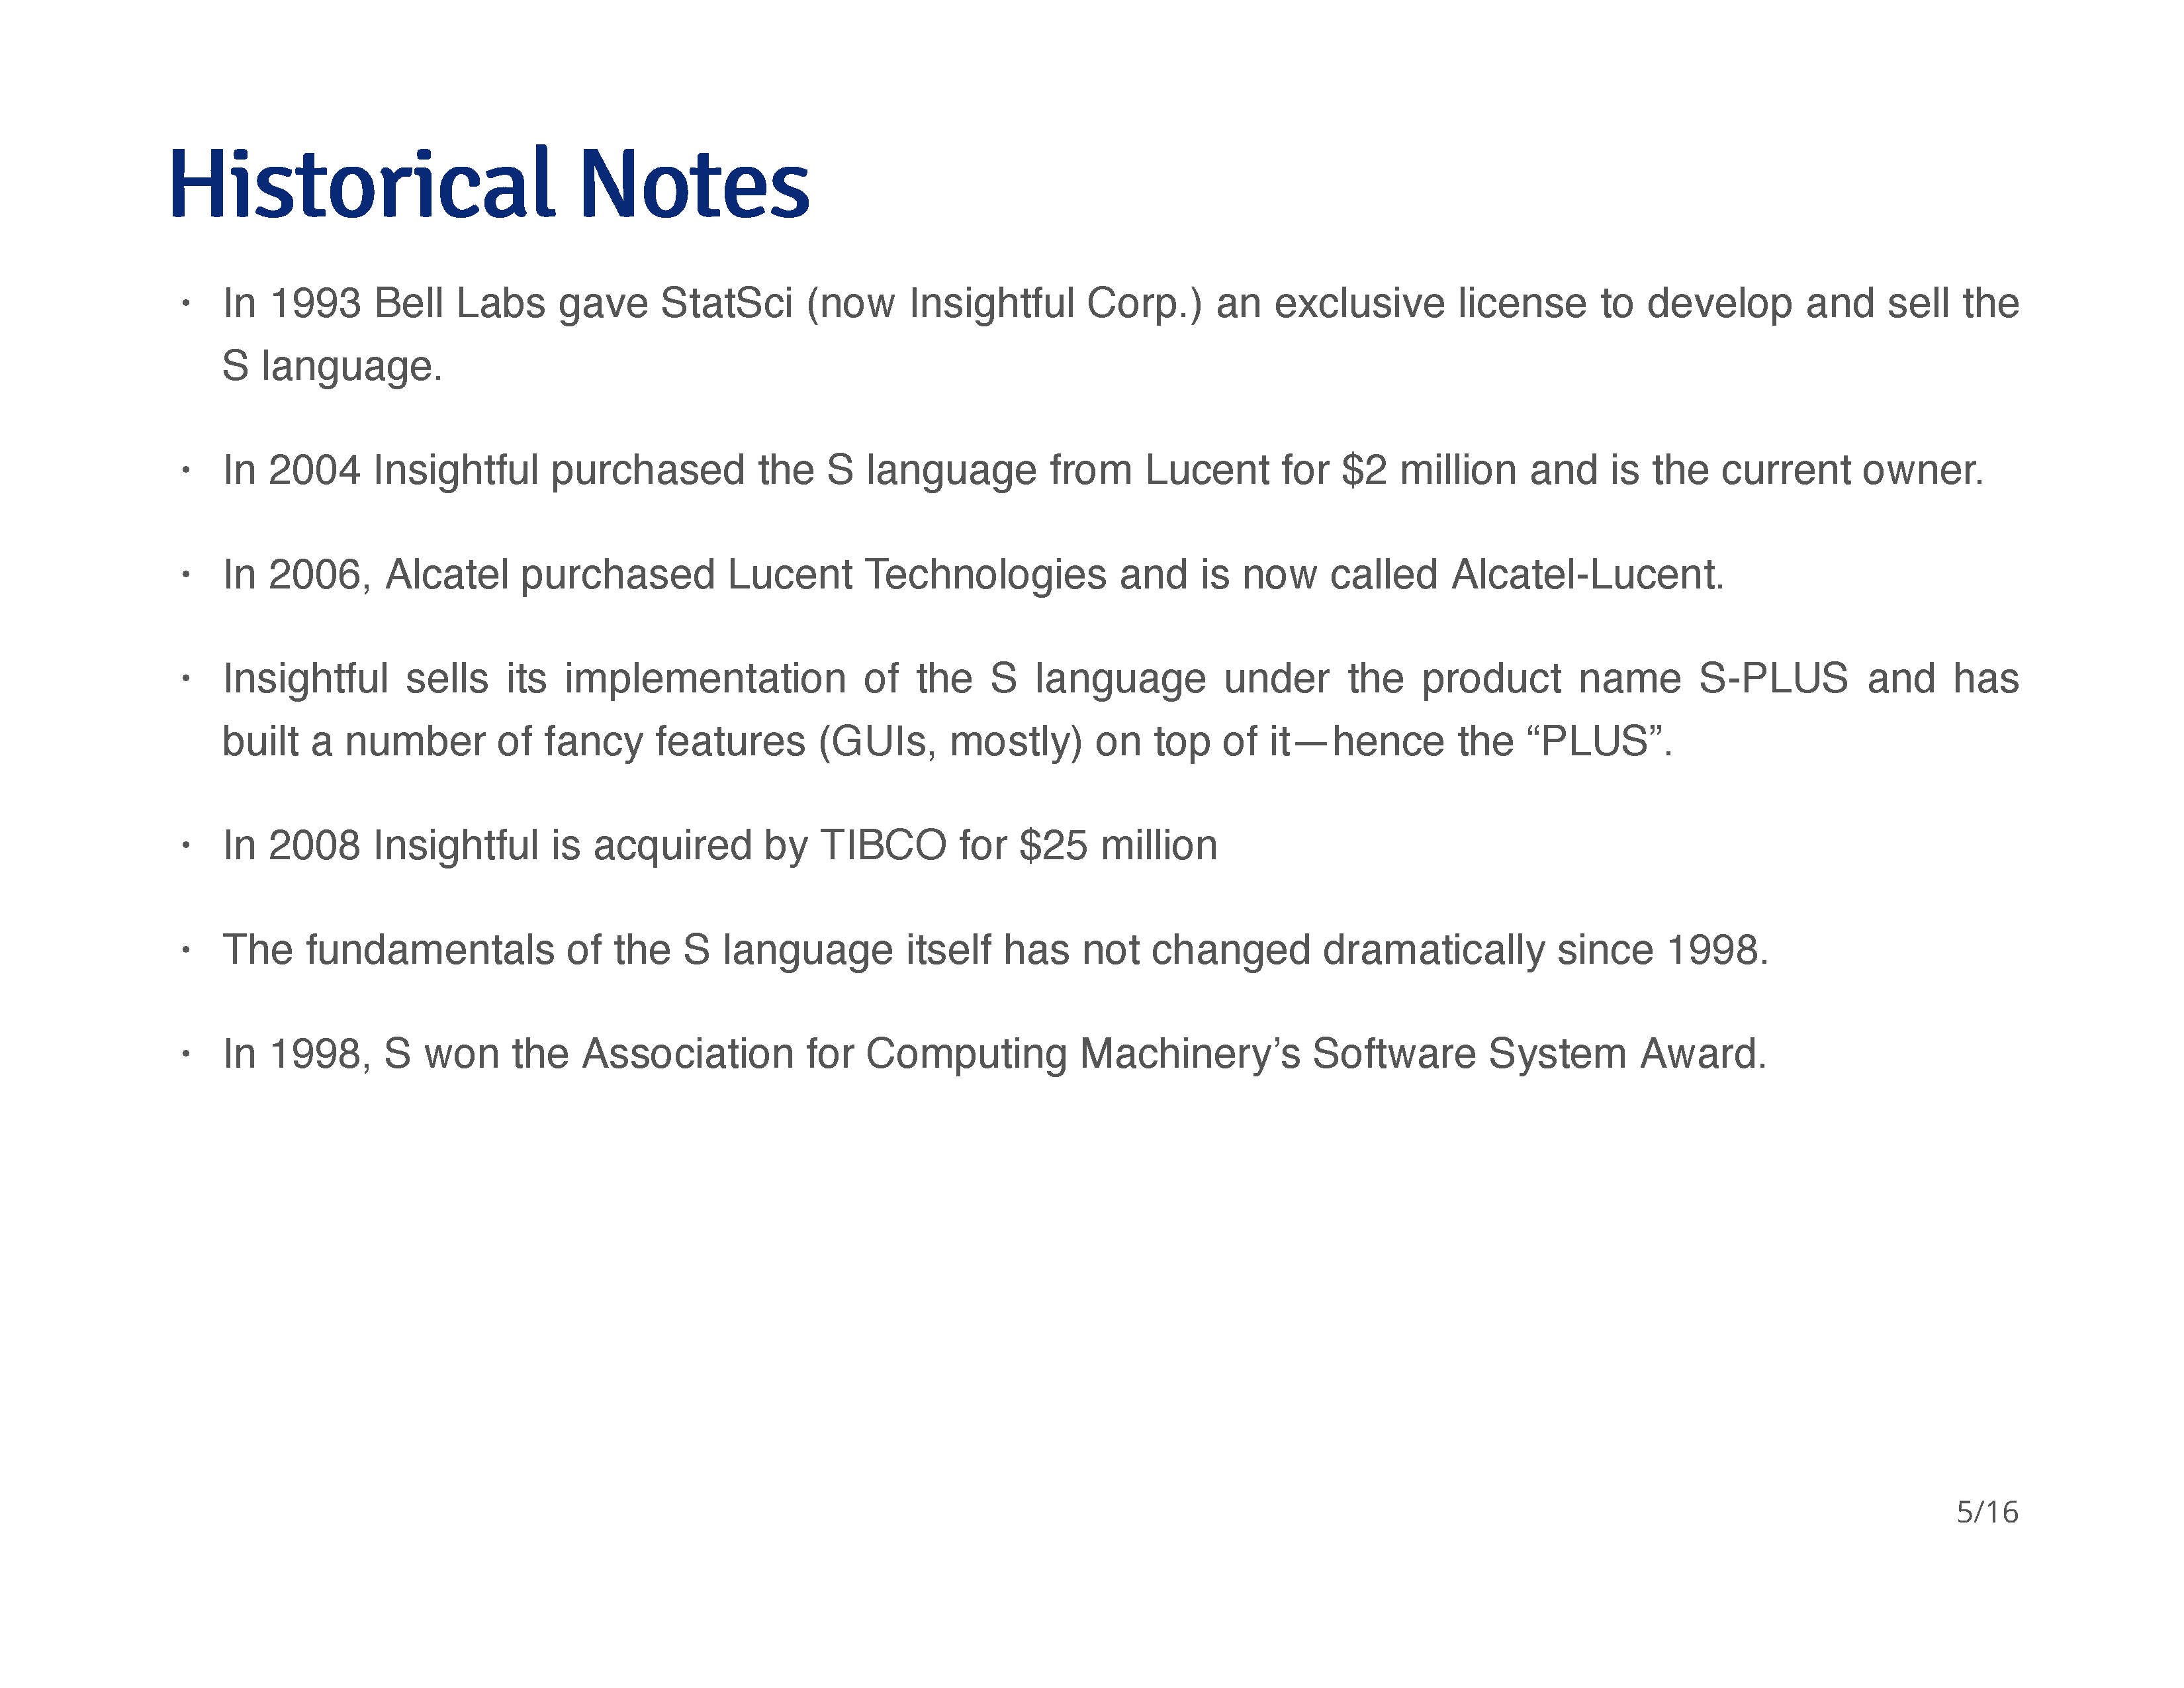 Historical Notes
· In 1993 Bell Labs gave StatSci (now Insightful Corp.) an exclusive license to develop and sell the
S language.
· In 2004 Insightful purchased the S language from Lucent for $2 million and is the current owner.
· In 2006, Alcatel purchased Lucent Technologies and is now called Alcatel-Lucent.
· Insightful sells its implementation of the S language under the product name S-PLUS and has
built a number of fancy features (GUIs, mostly) on top of it—hence the “PLUS”.
· In 2008 Insightful is acquired by TIBCO for $25 million
· The fundamentals of the S language itself has not changed dramatically since 1998.
· In 1998, S won the Association for Computing Machinery’s Software System Award.
5/16